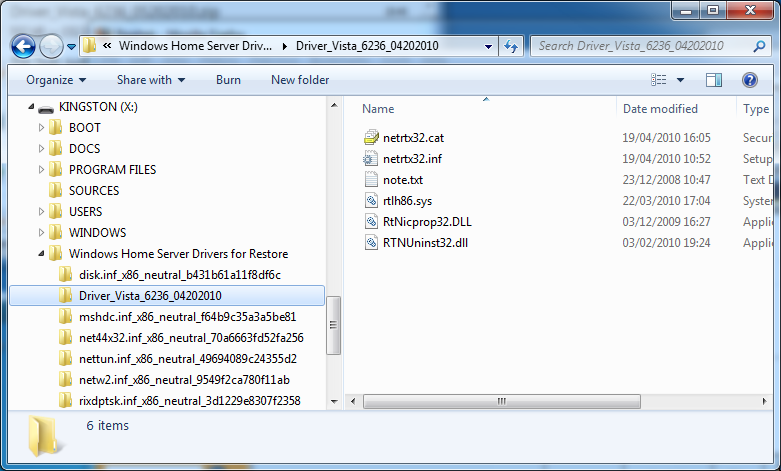 « Windows Home Server Driv... ▸ Driver_Vista_6236_04202010
Search Driver_Vista_6236_04202010
Organize Share with Burn New folder
KINGSTON (X:)
BOOT
DOCS
PROGRAM FILES
SOURCES
USERS
WINDOWS
Windows Home Server Drivers for Restore
disk.inf_x86_neutral_b431b61a11f8df6c
Driver_Vista_6236_04202010
mshdc.inf_x86_neutral_f64b9c35a3a5be81
net44x32.inf_x86_neutral_70a6663fd52fa256
nettun.inf_x86_neutral_49694089c24355d2
netw2.inf_x86_neutral_9549f2ca780f11ab
rixdptsk.inf_x86_neutral_3d1229e8307f2358
Name Date modified Type
netrtx32.cat 19/04/2010 16:05 Secur
netrtx32.inf 19/04/2010 10:52 Setup
note.txt 23/12/2008 10:47 Text D
rtlh86.sys 22/03/2010 17:04 System
RtNicprop32.DLL 03/12/2009 16:27 Applic
RTNUninst32.dll 03/02/2010 19:24 Applic
6 items